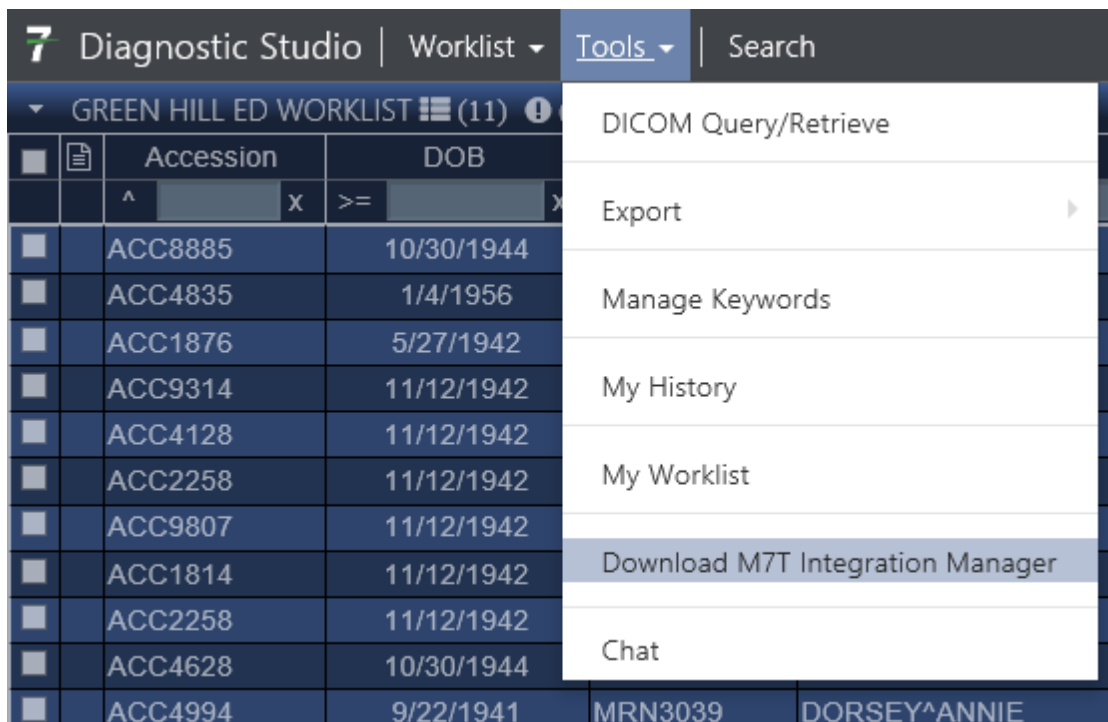 7 Diagnostic Studio | Worklist Tools | Search
GREEN HILL ED WORKLIST (11)
DICOM Query/Retrieve
Export
Manage Keywords
My History
My Worklist
Download M7T Integration Manager
Chat
Accession DOB
^ x >= x
ACC8885 10/30/1944
ACC4835 1/4/1956
ACC1876 5/27/1942
ACC9314 11/12/1942
ACC4128 11/12/1942
ACC2258 11/12/1942
ACC9807 11/12/1942
ACC1814 11/12/1942
ACC2258 11/12/1942
ACC4628 10/30/1944
ACC4994 9/22/1941 MRN3039 DORSEY^ANNIE